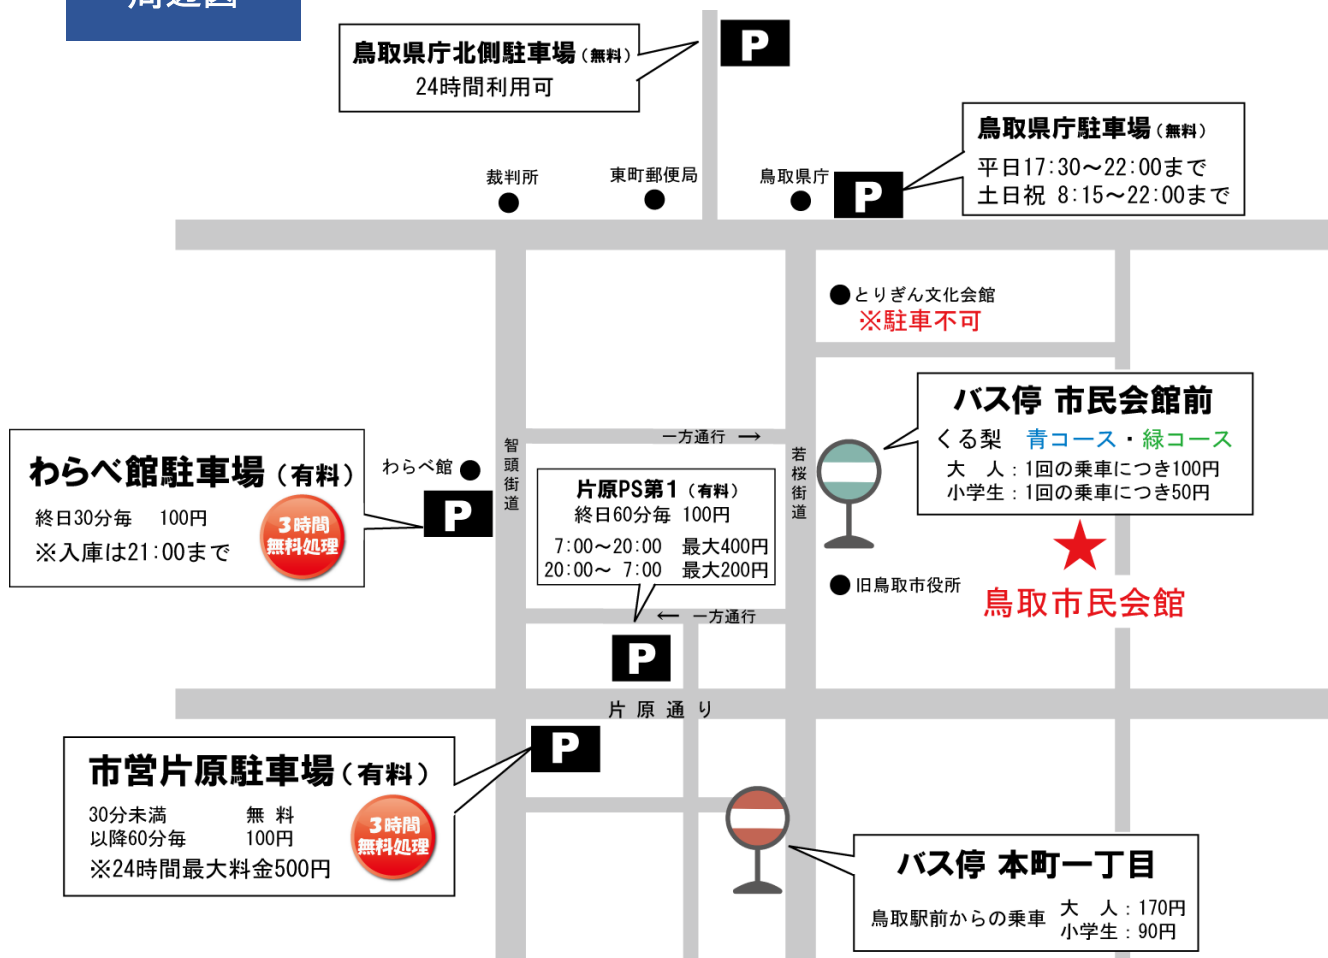 周辺図
鳥取県庁北側駐車場(無料)
24時間利用可
P
鳥取県庁駐車場(無料)
平日17:30～22:00まで
土日祝 8:15～22:00まで
裁判所
東町郵便局
鳥取県庁
P
とりぎん文化会館
※駐車不可
バス停 市民会館前
くる梨 青コース・緑コース
大 人：1回の乗車につき100円
小学生：1回の乗車につき50円
一方通行 →
智頭街道
若桜街道
わらべ館駐車場(有料)
終日30分毎 100円
※入庫は21:00まで
3時間
無料処理
わらべ館
P
片原PS第1(有料)
終日60分毎 100円
7:00～20:00 最大400円
20:00～ 7:00 最大200円
旧鳥取市役所
鳥取市民会館
← 一方通行
P
片原通り
P
市営片原駐車場(有料)
30分未満 無料
以降60分毎 100円
※24時間最大料金500円
3時間
無料処理
バス停 本町一丁目
鳥取駅前からの乗車
大 人：170円
小学生：90円